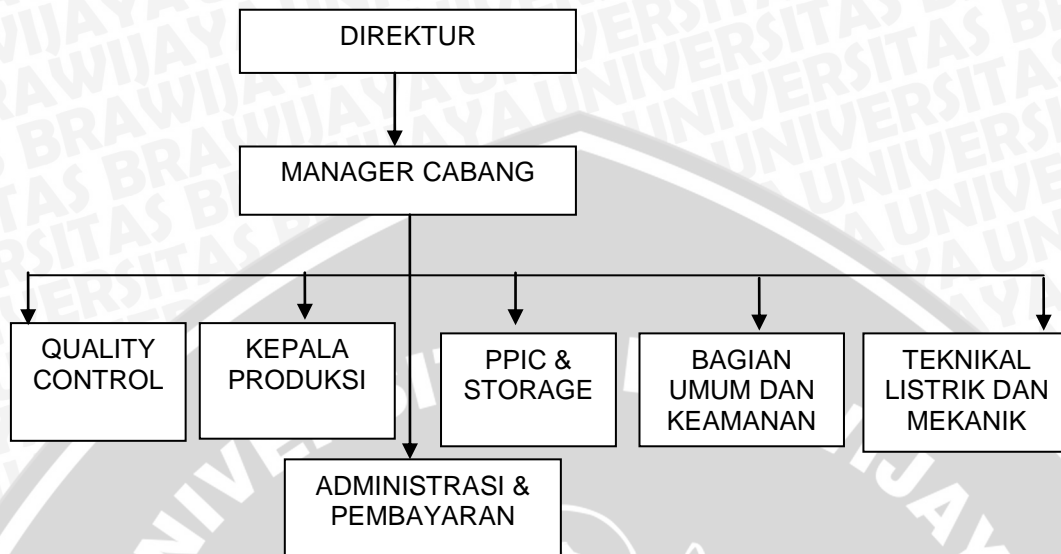 DIREKTUR
MANAGER CABANG
QUALITY
CONTROL
KEPALA
PRODUKSI
PPIC &
STORAGE
BAGIAN
UMUM DAN
KEAMANAN
TEKNIKAL
LISTRIK DAN
MEKANIK
ADMINISTRASI &
PEMBAYARAN